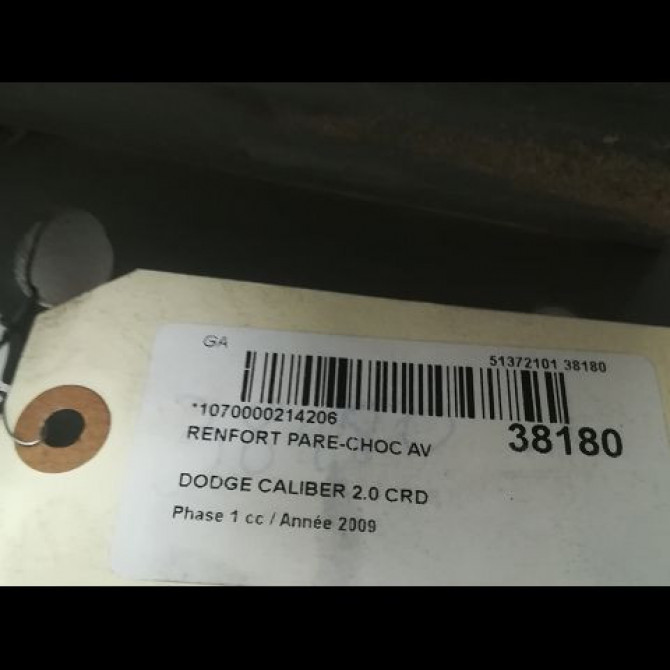 GA
51372101 38180
*1070000214206
38180
RENFORT PARE-CHOC AV
DODGE CALIBER 2.0 CRD
Phase 1 cc / Année 2009